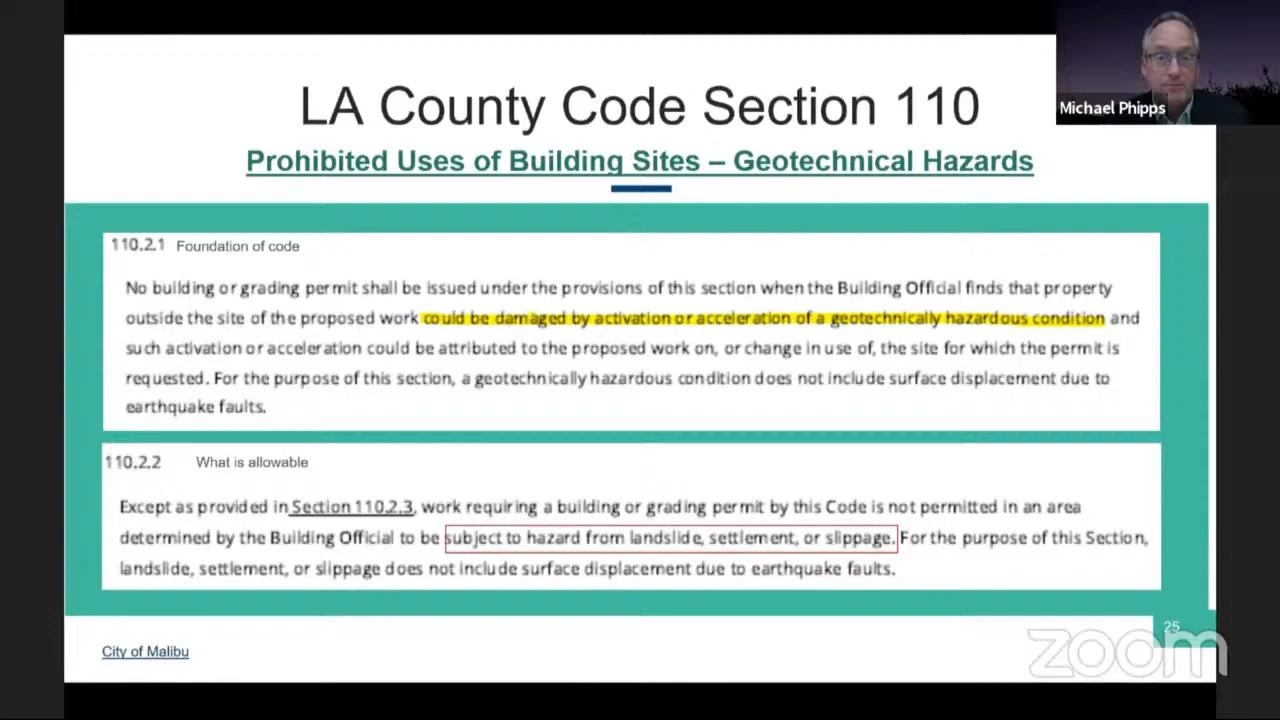 LA County Code Section 110
Michael Phipps
Prohibited Uses of Building Sites – Geotechnical Hazards
110.2.1 Foundation of code
No building or grading permit shall be issued under the provisions of this section when the Building Official finds that property
outside the site of the proposed work could be damaged by activation or acceleration of a geotechnically hazardous condition and
such activation or acceleration could be attributed to the proposed work on, or change in use of, the site for which the permit is
requested. For the purpose of this section, a geotechnically hazardous condition does not include surface displacement due to
earthquake faults.
110.2.2 What is allowable
Except as provided in Section 110.2.3, work requiring a building or grading permit by this Code is not permitted in an area
determined by the Building Official to be subject to hazard from landslide, settlement, or slippage. For the purpose of this Section,
landslide, settlement, or slippage does not include surface displacement due to earthquake faults.
25
City of Malibu
zoom